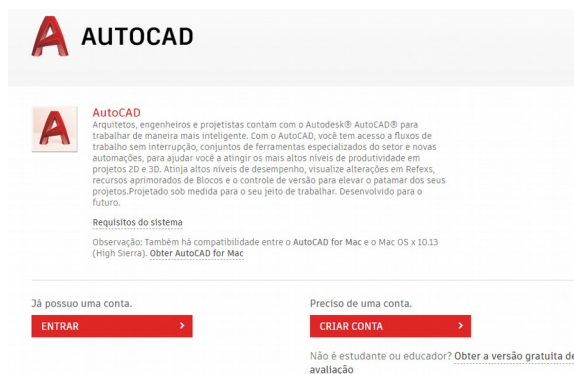 AUTOCAD
AutoCAD
Arquitetos, engenheiros e projetistas contam com o Autodesk® AutoCAD® para
trabalhar de maneira mais inteligente. Com o AutoCAD, você tem acesso a fluxos de
trabalho sem interrupção, conjuntos de ferramentas especializados do setor e novas
automações, para ajudar você a atingir os mais altos níveis de produtividade em
projetos 2D e 3D. Atinja altos níveis de desempenho, visualize alterações em Refexs,
recursos aprimorados de Blocos e o controle de versão para elevar o patamar dos seus
projetos.Projetado sob medida para o seu jeito de trabalhar. Desenvolvido para o
futuro.
Requisitos do sistema
Observação: Também há compatibilidade entre o AutoCAD for Mac e o Mac OS x 10.13
(High Sierra). Obter AutoCAD for Mac
Já possuo uma conta.
ENTRAR
Preciso de uma conta.
CRIAR CONTA
Não é estudante ou educador? Obter a versão gratuita de
avaliação